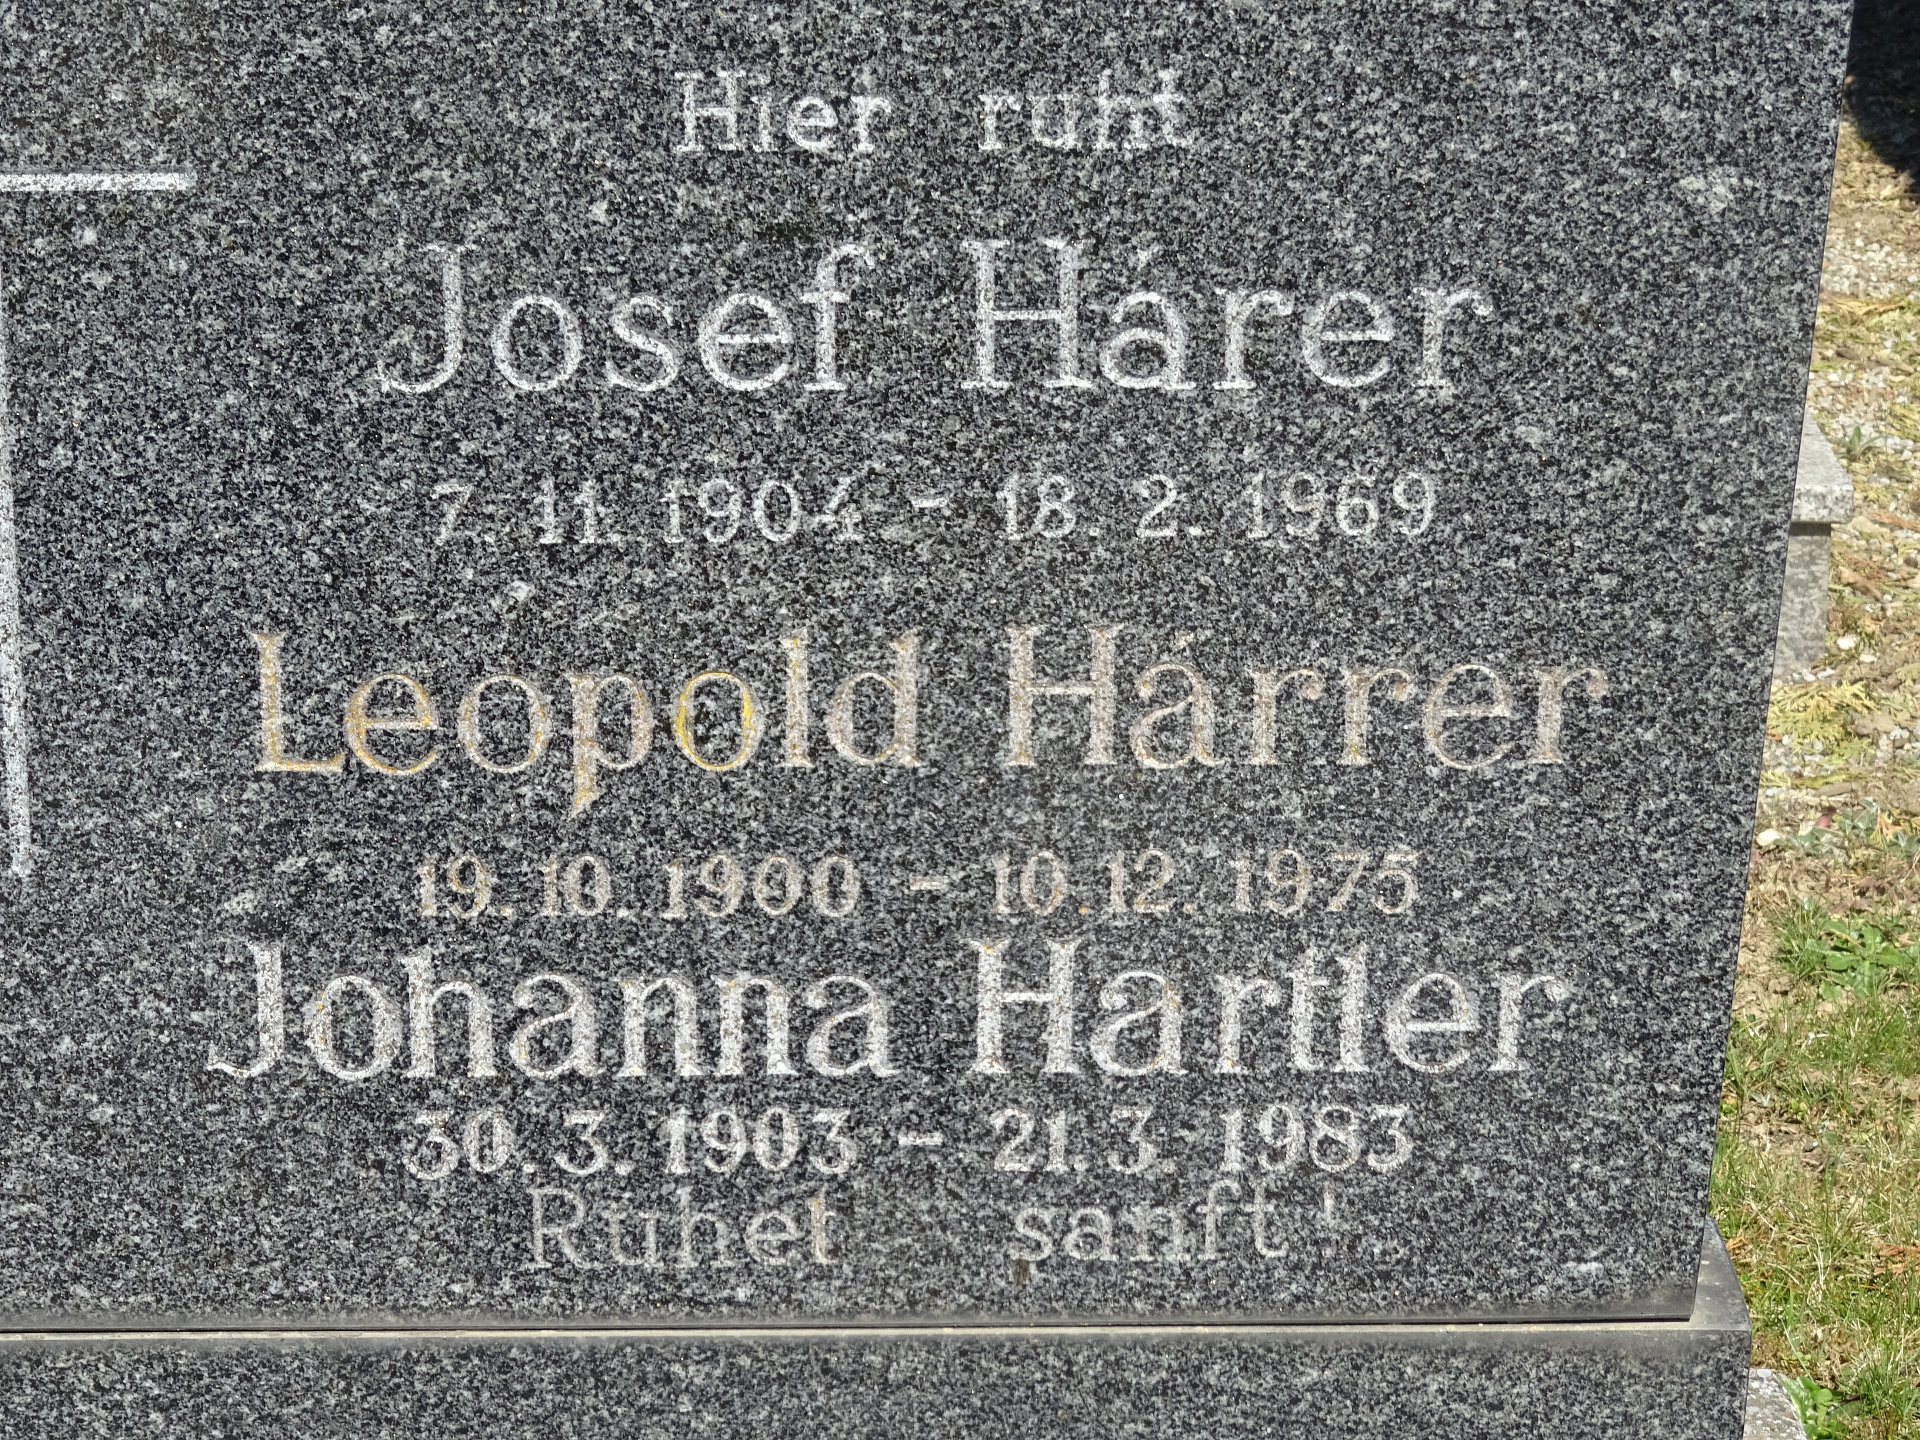 Hier ruht
Josef Hárer
7. 11. 1904 - 18. 2. 1969
Leopold Hárrer
19. 10. 1900 - 10. 12. 1975
Johanna Hartler
30. 3. 1903 - 21. 3. 1983
Ruhet sanft!